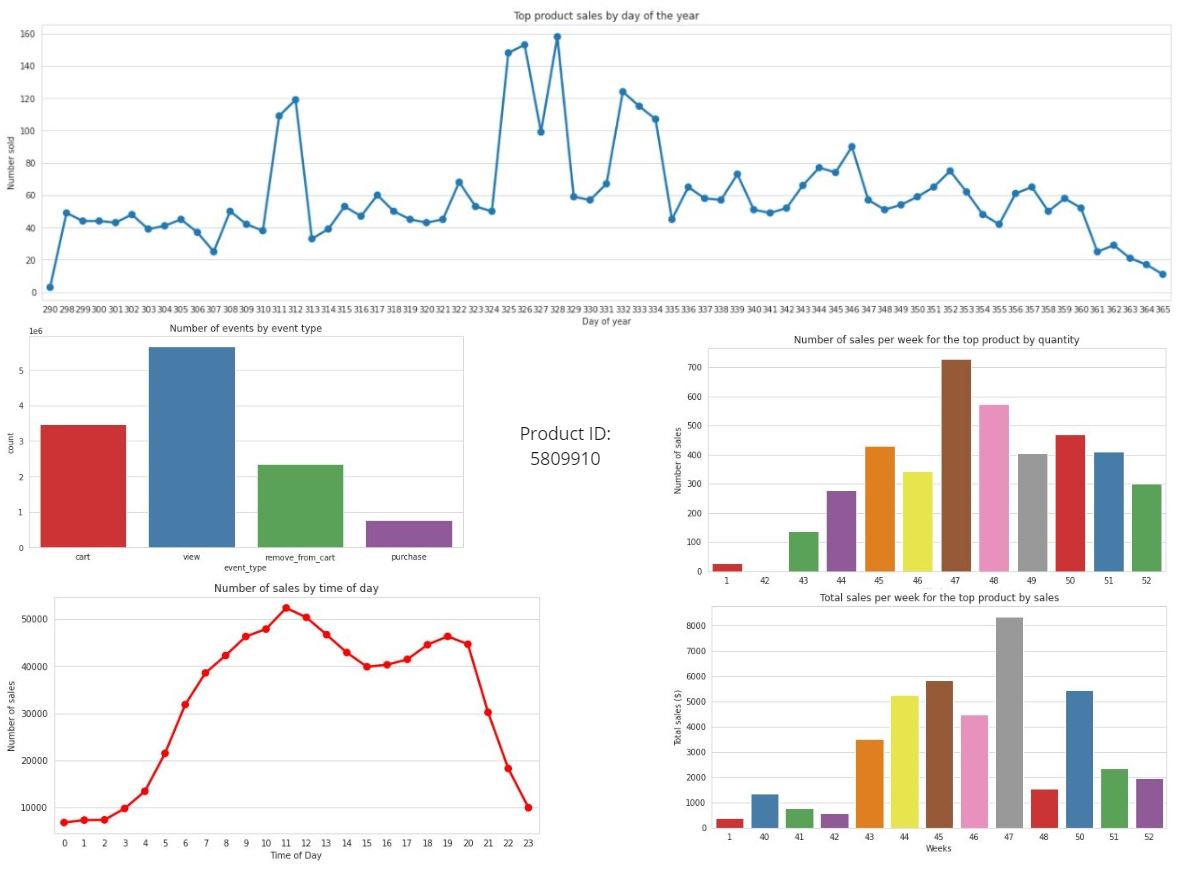 Top product sales by day of the year
160
140
120
100
80
60
40
20
0
Number sold
290 298 299 300 301 302 303 304 305 306 307 308 309 310 311 312 313 314 315 316 317 318 319 320 321 322 323 324 325 326 327 328 329 330 331 332 333 334 335 336 337 338 339 340 341 342 343 344 345 346 347 348 349 350 351 352 353 354 355 356 357 358 359 360 361 362 363 364 365
Day of year
Number of events by event type
1e6
5
4
3
2
1
0
count
cart view remove_from_cart purchase
event_type
Product ID:
5809910
Number of sales per week for the top product by quantity
700
600
500
400
300
200
100
0
Number of sales
1 42 43 44 45 46 47 48 49 50 51 52
Number of sales by time of day
50000
40000
30000
20000
10000
Number of sales
0 1 2 3 4 5 6 7 8 9 10 11 12 13 14 15 16 17 18 19 20 21 22 23
Time of Day
Total sales per week for the top product by sales
8000
7000
6000
5000
4000
3000
2000
1000
0
Total sales ($)
1 40 41 42 43 44 45 46 47 48 50 51 52
Weeks